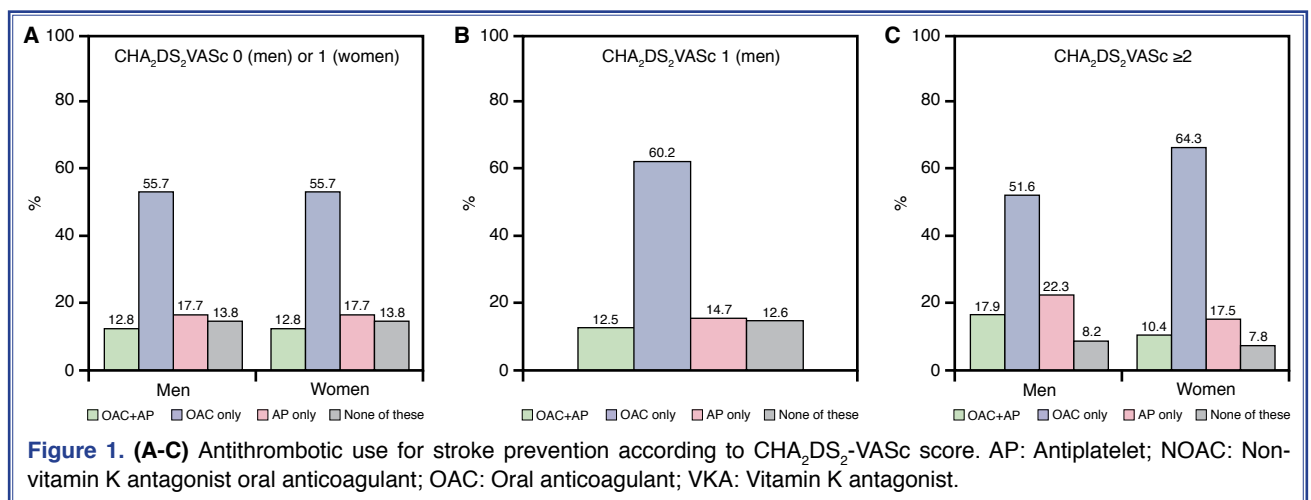 A
CHA₂DS₂VASc 0 (men) or 1 (women)
100
80
60
40
20
0
%
12.8
55.7
17.7
13.8
12.8
55.7
17.7
13.8
Men
Women
OAC+AP
OAC only
AP only
None of these
B
CHA₂DS₂VASc 1 (men)
100
80
60
40
20
0
%
12.5
60.2
14.7
12.6
OAC+AP
OAC only
AP only
None of these
C
CHA₂DS₂VASc ≥2
100
80
60
40
20
0
%
17.9
51.6
22.3
8.2
10.4
64.3
17.5
7.8
Men
Women
OAC+AP
OAC only
AP only
None of these
Figure 1. (A-C) Antithrombotic use for stroke prevention according to CHA₂DS₂-VASc score. AP: Antiplatelet; NOAC: Non-
vitamin K antagonist oral anticoagulant; OAC: Oral anticoagulant; VKA: Vitamin K antagonist.